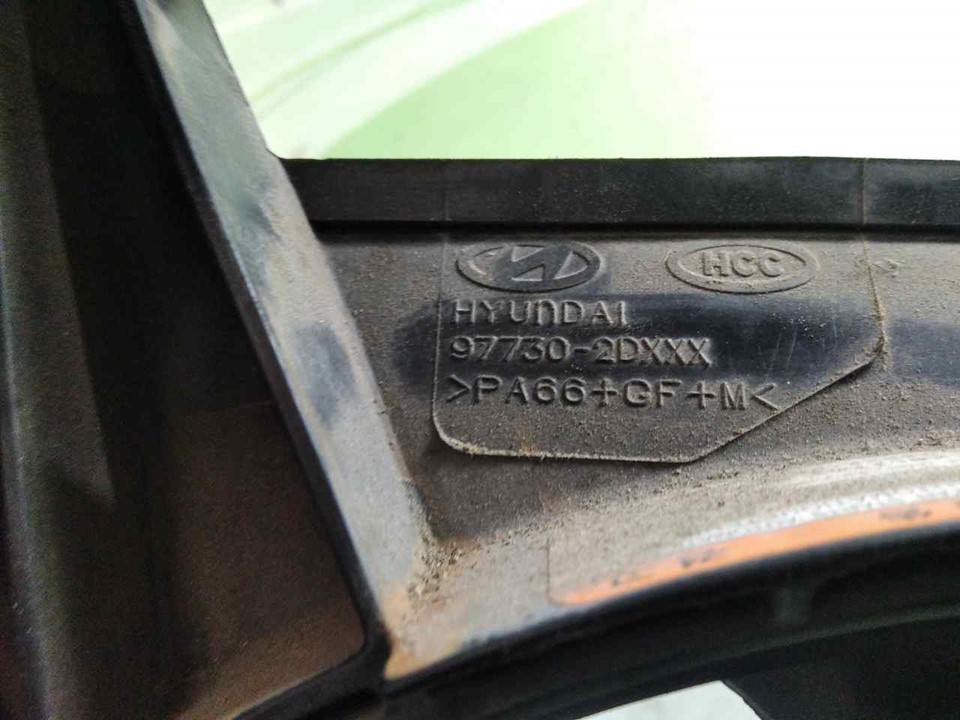 HCC
HYUNDAI
97730-2DXXX
>PA66+GF+M<